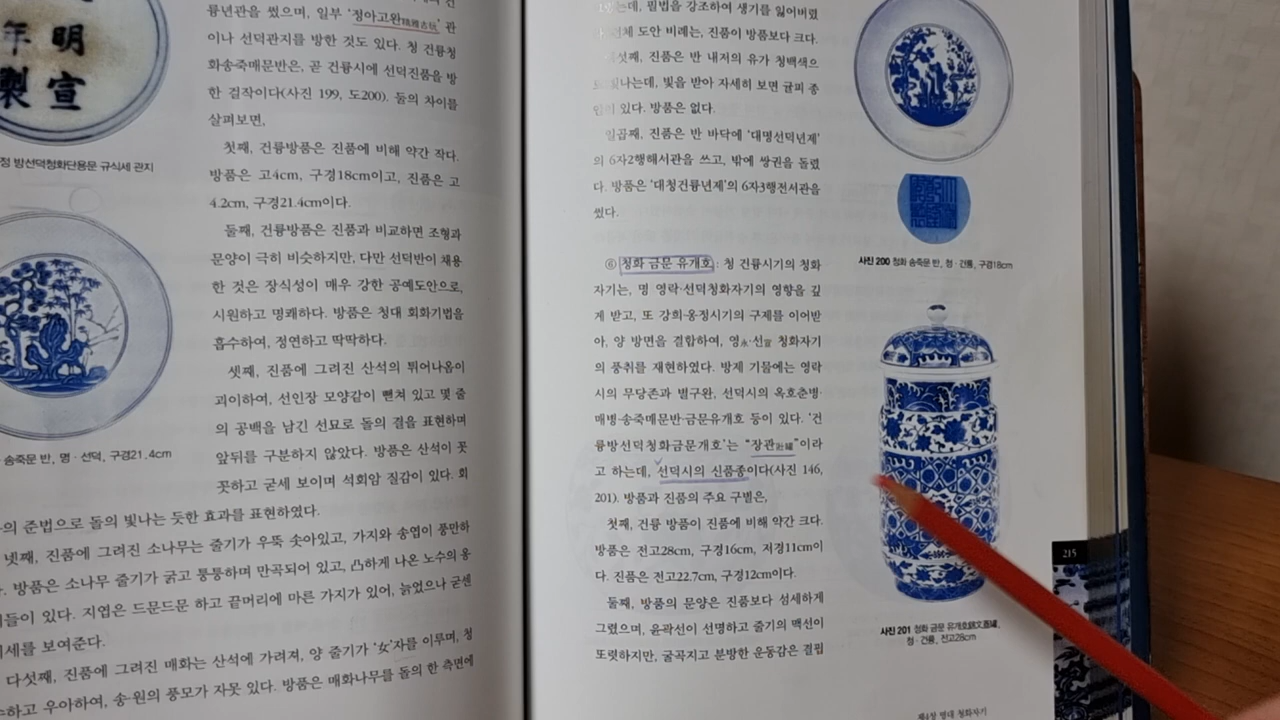 明
年 宣
製
정 방선덕청화단용문 규식세 관지
륭년관을 썼으며, 일부 '정아고완精雅古玩' 관
이나 선덕관지를 방한 것도 있다. 청 건륭청
화송죽매문반은, 곧 건륭시에 선덕진품을 방
한 걸작이다(사진 199, 도200). 둘의 차이를
살펴보면,
첫째, 건륭방품은 진품에 비해 약간 작다.
방품은 고4cm, 구경18cm이고, 진품은 고
4.2cm, 구경21.4cm이다.
둘째, 건륭방품은 진품과 비교하면 조형과
문양이 극히 비슷하지만, 다만 선덕반이 채용
한 것은 장식성이 매우 강한 공예도안으로,
시원하고 명쾌하다. 방품은 청대 회화기법을
흡수하여, 정연하고 딱딱하다.
셋째, 진품에 그려진 산석의 튀어나옴이
괴이하여, 선인장 모양같이 뻗쳐 있고 몇 줄
의 공백을 남긴 선묘로 돌의 결을 표현하며
앞뒤를 구분하지 않았다. 방품은 산석이 꼿
꼿하고 굳세 보이며 석회암 질감이 있다. 회
송죽문 반, 명·선덕, 구경21.4cm
의 준법으로 돌의 빛나는 듯한 효과를 표현하였다.
넷째, 진품에 그려진 소나무는 줄기가 우뚝 솟아있고, 가지와 송엽이 풍만하
방품은 소나무 줄기가 굵고 통통하며 만곡되어 있고, 凸하게 나온 노수의 옹
이들이 있다. 지엽은 드문드문 하고 끝머리에 마른 가지가 있어, 늙었으나 굳센
세를 보여준다.
다섯째, 진품에 그려진 매화는 산석에 가려져, 양 줄기가 '女'자를 이루며, 청
수하고 우아하여, 송·원의 풍모가 자못 있다. 방품은 매화나무를 돌의 한 측면에
는데, 필법을 강조하여 생기를 잃어버렸
전체 도안 비례는, 진품이 방품보다 크다.
여섯째, 진품은 반 내저의 유가 청백색으
로 빛나는데, 빛을 받아 자세히 보면 귤피 종
안이 있다. 방품은 없다.
일곱째, 진품은 반 바닥에 '대명선덕년제'
의 6자2행해서관을 쓰고, 밖에 쌍권을 돌렸
다. 방품은 '대청건륭년제'의 6자3행전서관을
썼다.
⑥ 청화 금문 유개호 : 청 건륭시기의 청화
자기는, 명 영락·선덕청화자기의 영향을 깊
게 받고, 또 강희·옹정시기의 구제를 이어받
아, 양 방면을 결합하여, 영永·선宣 청화자기
의 풍취를 재현하였다. 방제 기물에는 영락
시의 무당존과 별구완, 선덕시의 옥호춘병·
매병·송죽매문반·금문유개호 등이 있다. '건
륭방선덕청화금문개호'는 "장관壯罐"이라
고 하는데, 선덕시의 신품종이다(사진 146,
201). 방품과 진품의 주요 구별은,
첫째, 건륭 방품이 진품에 비해 약간 크다.
방품은 전고28cm, 구경16cm, 저경11cm이
다. 진품은 전고22.7cm, 구경12cm이다.
둘째, 방품의 문양은 진품보다 섬세하게
그렸으며, 윤곽선이 선명하고 줄기의 맥선이
또렷하지만, 굴곡지고 분방한 운동감은 결핍
사진 200 청화 송죽문 반, 청·건륭, 구경18cm
사진 201 청화 금문 유개호錦文蓋罐,
청·건륭, 전고28cm
215
제4장 명대 청화자기